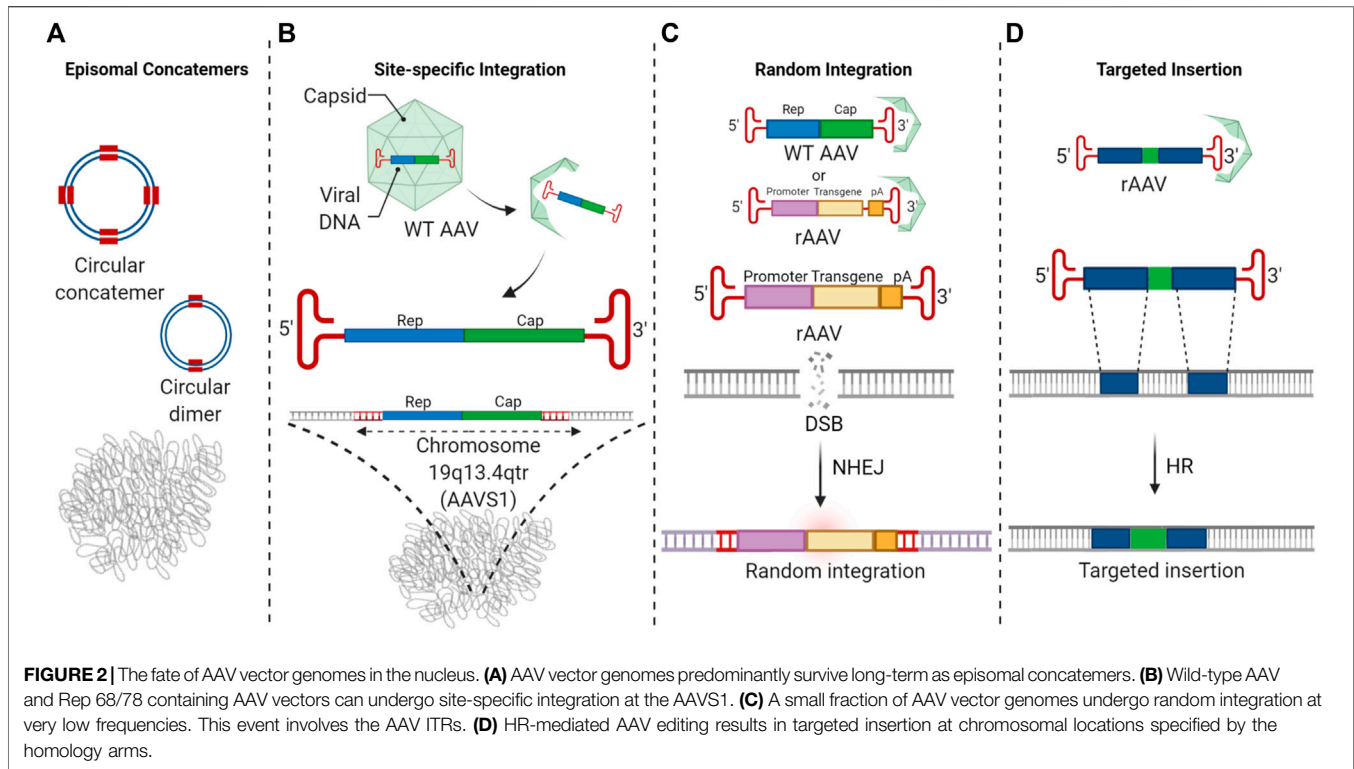 A
Episomal Concatemers
Circular
concatemer
Circular
dimer
B
Site-specific Integration
Capsid
Viral
DNA
WT AAV
5'
Rep
Cap
3'
Rep
Cap
Chromosome
19q13.4qtr
(AAVS1)
C
Random Integration
Rep
Cap
5'
3'
WT AAV
or
Promoter Transgene pA
5'
3'
rAAV
Promoter Transgene pA
5'
3'
rAAV
DSB
NHEJ
Random integration
D
Targeted Insertion
5'
3'
rAAV
5'
3'
HR
Targeted insertion
FIGURE 2 | The fate of AAV vector genomes in the nucleus. (A) AAV vector genomes predominantly survive long-term as episomal concatemers. (B) Wild-type AAV
and Rep 68/78 containing AAV vectors can undergo site-specific integration at the AAVS1. (C) A small fraction of AAV vector genomes undergo random integration at
very low frequencies. This event involves the AAV ITRs. (D) HR-mediated AAV editing results in targeted insertion at chromosomal locations specified by the
homology arms.